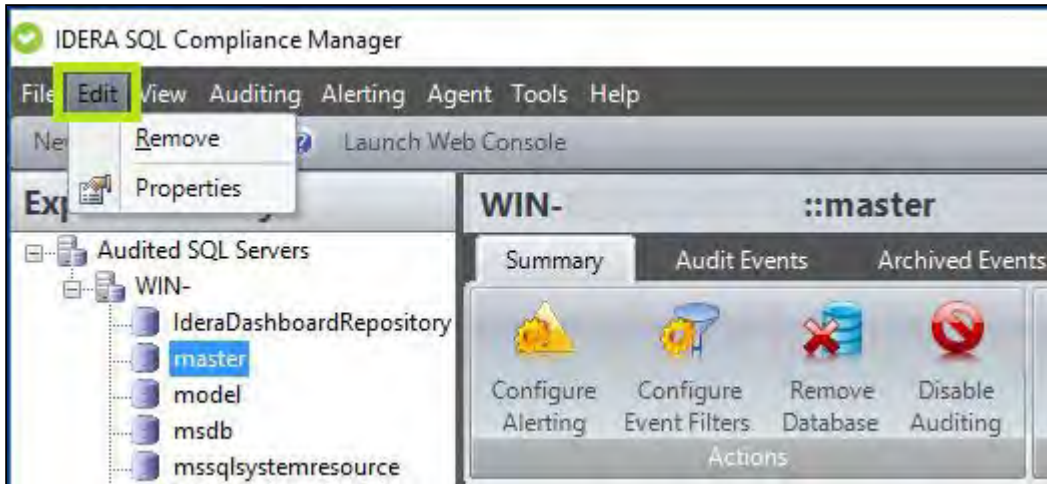 IDERA SQL Compliance Manager
File Edit View Auditing Alerting Agent Tools Help
Remove Launch Web Console
Properties
WIN- ::master
Audited SQL Servers
Summary Audit Events Archived Events
WIN-
IderaDashboardRepository
master
model
msdb
mssqlsystemresource
Configure Alerting
Configure Event Filters
Remove Database
Disable Auditing
Actions